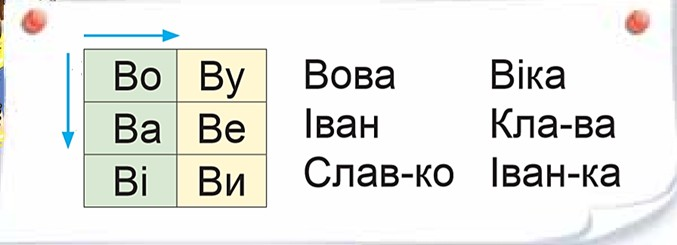 Во Ву Вова Віка
Ва Ве Іван Кла-ва
Ві Ви Слав-ко Іван-ка